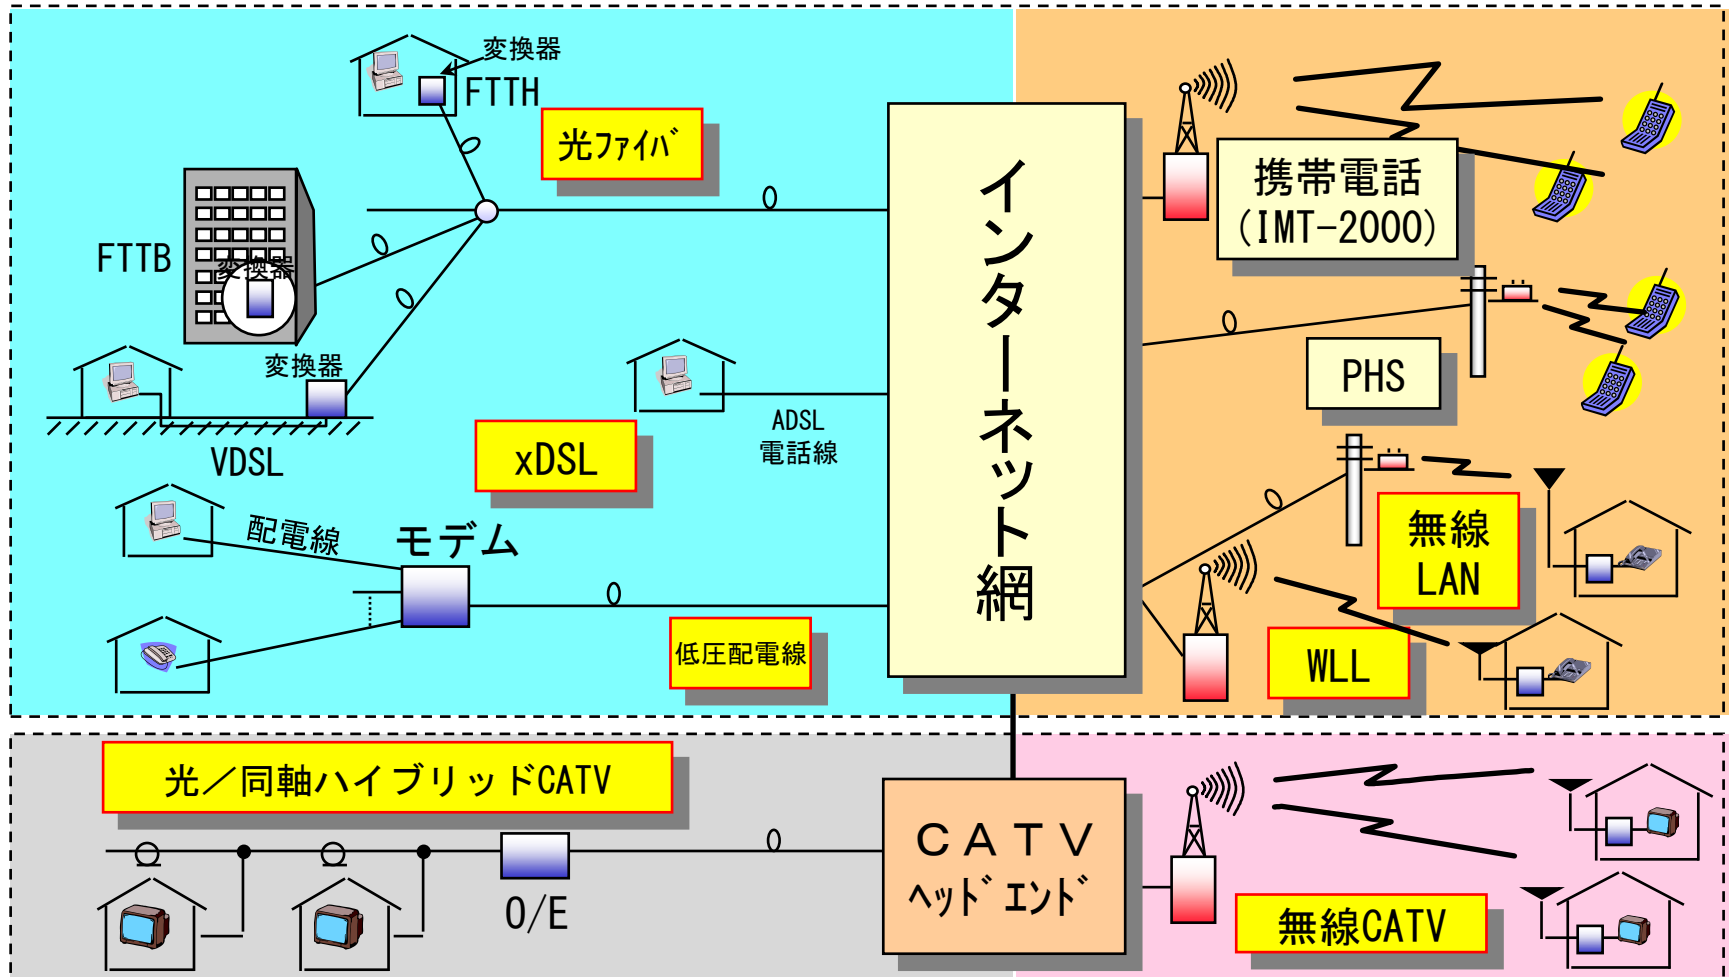 変換器
FTTH
光ファイバ
FTTB
変換器
変換器
VDSL
xDSL
ADSL
電話線
配電線
モデム
低圧配電線
インターネット網
携帯電話
(IMT-2000)
PHS
無線
LAN
WLL
光／同軸ハイブリッドCATV
O/E
ＣＡＴＶ
ヘッドエンド
無線CATV